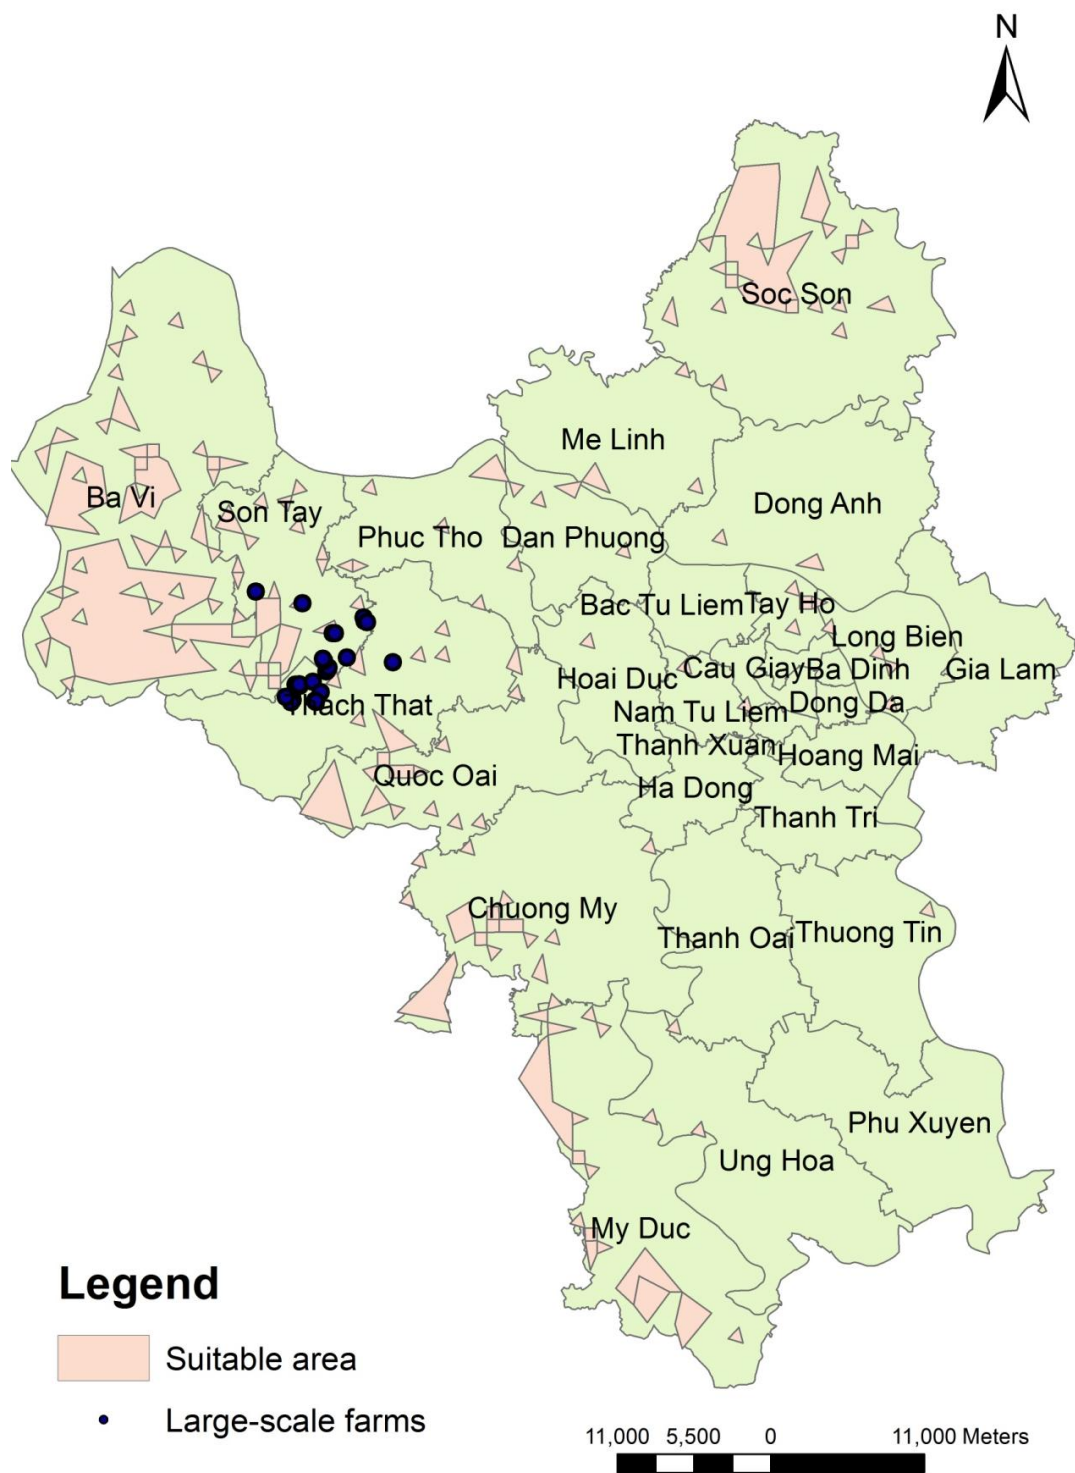 N
Soc Son
Me Linh
Ba Vi
Son Tay
Dong Anh
Phuc Tho
Dan Phuong
Bac Tu Liem
Tay Ho
Long Bien
Hoai Duc
Cau Giay
Ba Dinh
Gia Lam
Thach That
Nam Tu Liem
Dong Da
Thanh Xuan
Hoang Mai
Quoc Oai
Ha Dong
Thanh Tri
Chuong My
Thanh Oai
Thuong Tin
Phu Xuyen
Ung Hoa
My Duc
Legend
Suitable area
Large-scale farms
11,000 5,500 0 11,000 Meters